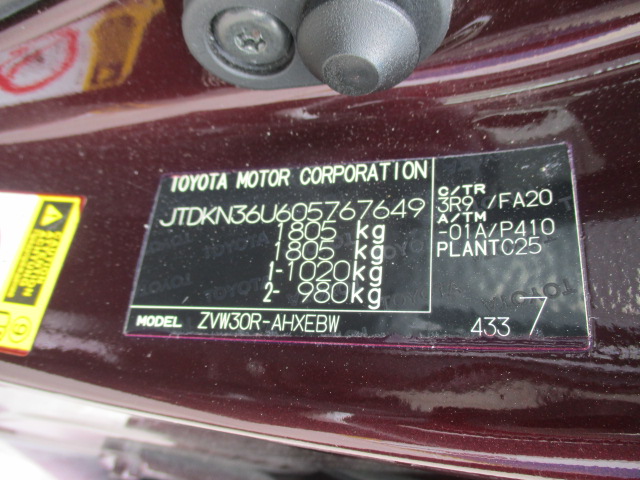 TOYOTA MOTOR CORPORATION
JTDKN36U605767649
1805 kg
1805 kg
1-1020kg
2- 980kg
C/TR
3R9 /FA20
A/TM
-01A/P410
PLANTC25
MODEL ZVW30R-AHXEBW
433 7